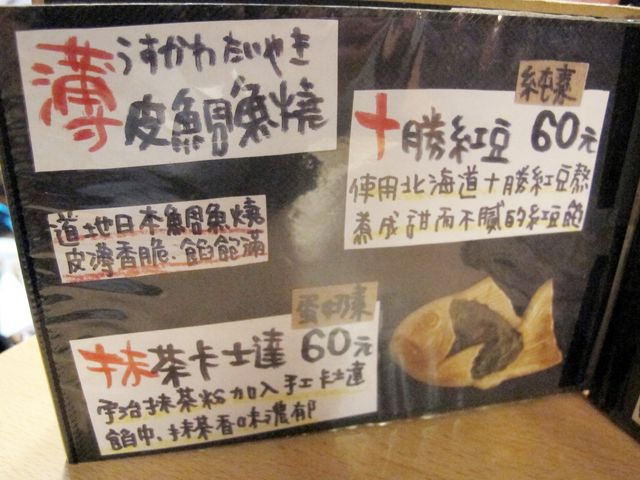 うすかわたいやき
薄皮鯛魚燒
道地日本鯛魚燒
皮薄香脆、餡飽滿
純素
十勝紅豆 60元
使用北海道十勝紅豆熬
煮成甜而不膩的紅豆餡
蛋奶素
抹茶卡士達 60元
宇治抹茶粉加入手工卡士達
餡中、抹茶香味濃郁